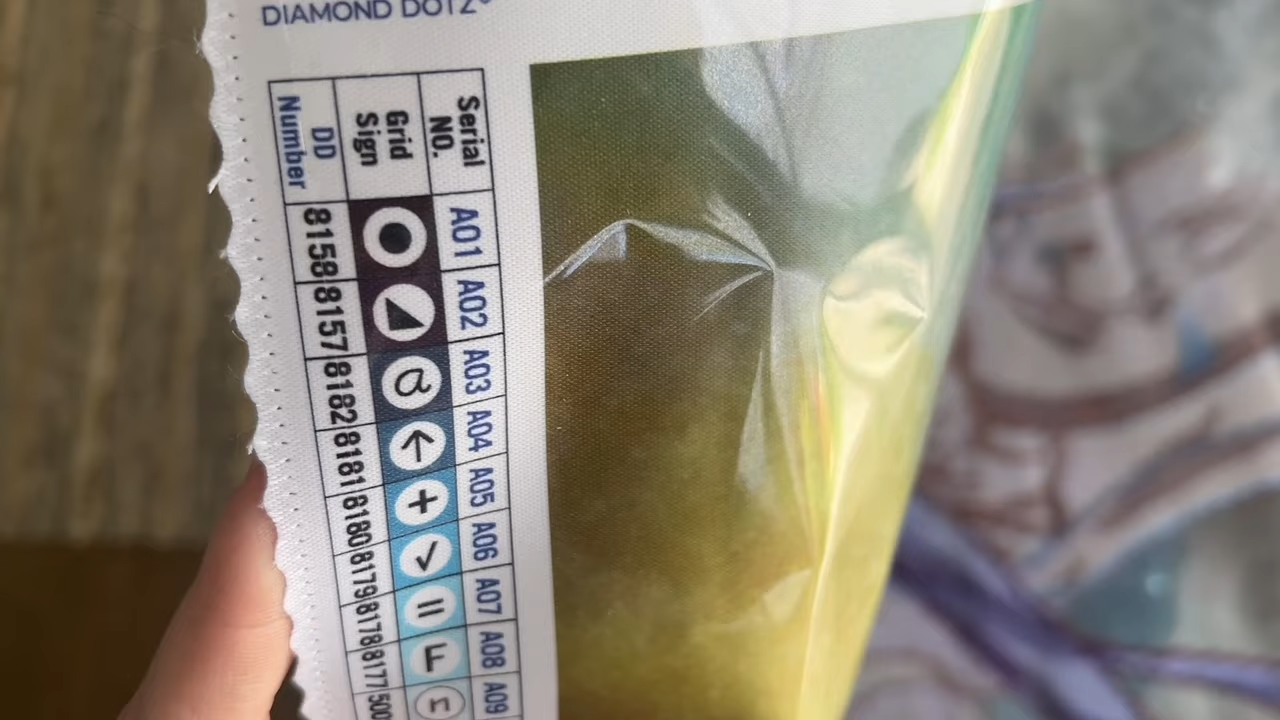 DIAMOND DOTZ®
Serial
NO. A01 A02 A03 A04 A05 A06 A07 A08 A09
Grid
Sign
DD
Number 8158 8157 8182 8181 8180 8179 8178 8177 500